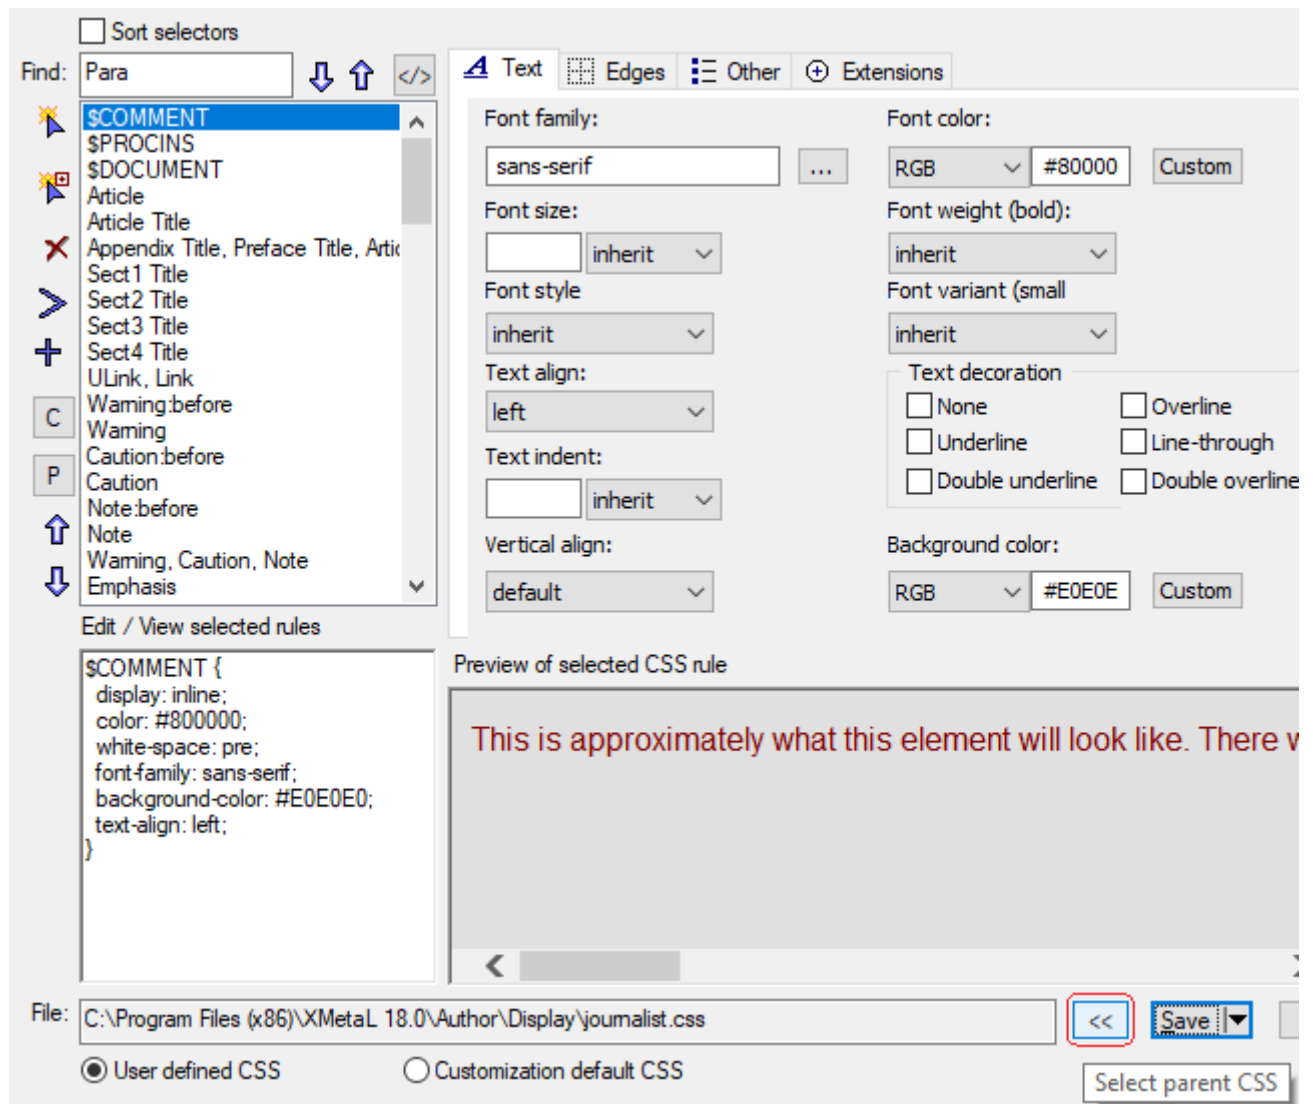 Sort selectors
Find: Para </>
Text Edges Other Extensions
$COMMENT
$PROCINS
$DOCUMENT
Article
Article Title
Appendix Title, Preface Title, Artic
Sect1 Title
Sect2 Title
Sect3 Title
Sect4 Title
ULink, Link
Warning:before
Warning
Caution:before
Caution
Note:before
Note
Warning, Caution, Note
Emphasis
C
P
Font family: Font color:
sans-serif ... RGB #80000 Custom
Font size: Font weight (bold):
inherit inherit
Font style Font variant (small
inherit inherit
Text align: Text decoration
left None Overline
Underline Line-through
Text indent: Double underline Double overline
inherit
Vertical align: Background color:
default RGB #E0E0E Custom
Edit / View selected rules
$COMMENT {
display: inline;
color: #800000;
white-space: pre;
font-family: sans-serif;
background-color: #E0E0E0;
text-align: left;
}
Preview of selected CSS rule
This is approximately what this element will look like. There w
File: C:\Program Files (x86)\XMetaL 18.0\Author\Display\journalist.css << Save
User defined CSS Customization default CSS
Select parent CSS